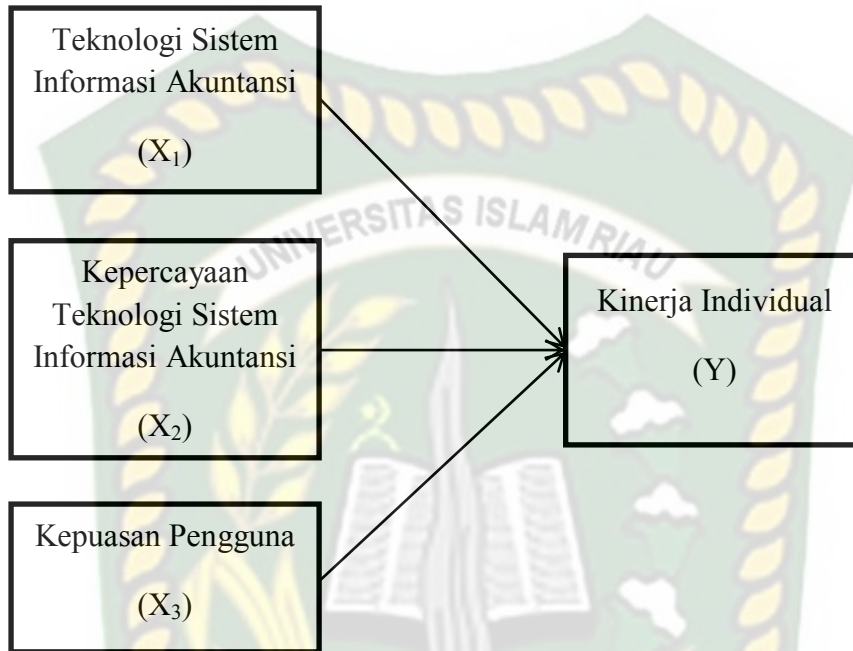 Teknologi Sistem
Informasi Akuntansi
(X₁)
Kepercayaan
Teknologi Sistem
Informasi Akuntansi
(X₂)
Kepuasan Pengguna
(X₃)
Kinerja Individual
(Y)
UNIVERSITAS ISLAM RIAU